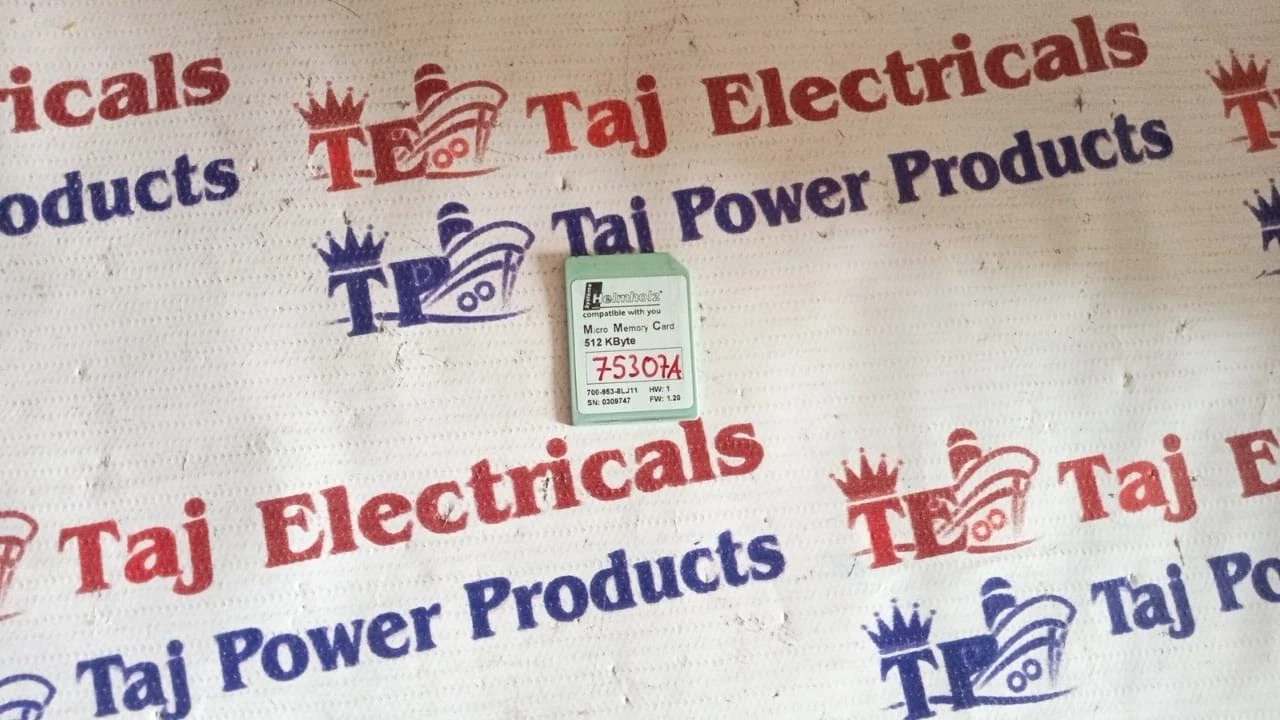 ricals
TE Taj Electricals
T
oducts
TP Taj Power Products
Systeme
Helmholz
compatible with you
Micro Memory Card
512 KByte
75307A
700-953-8LJ11 HW: 1
SN: 0309747 FW: 1.20
Taj Electricals
TE Taj E
Taj Power Products
TP Taj Po